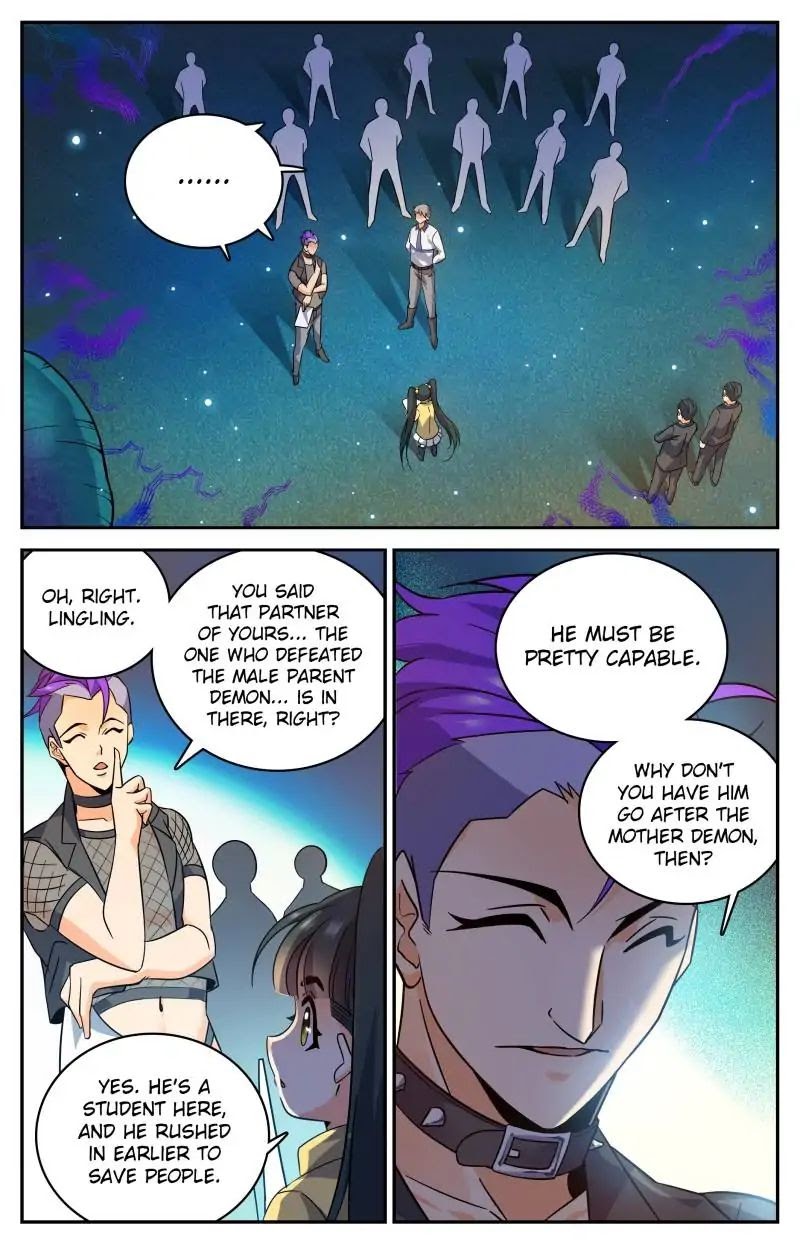 ......
OH, RIGHT.
LINGLING.
YOU SAID
THAT PARTNER
OF YOURS... THE
ONE WHO DEFEATED
THE MALE PARENT
DEMON... IS IN
THERE, RIGHT?
YES. HE'S A
STUDENT HERE,
AND HE RUSHED
IN EARLIER TO
SAVE PEOPLE.
HE MUST BE
PRETTY CAPABLE.
WHY DON'T
YOU HAVE HIM
GO AFTER THE
MOTHER DEMON,
THEN?